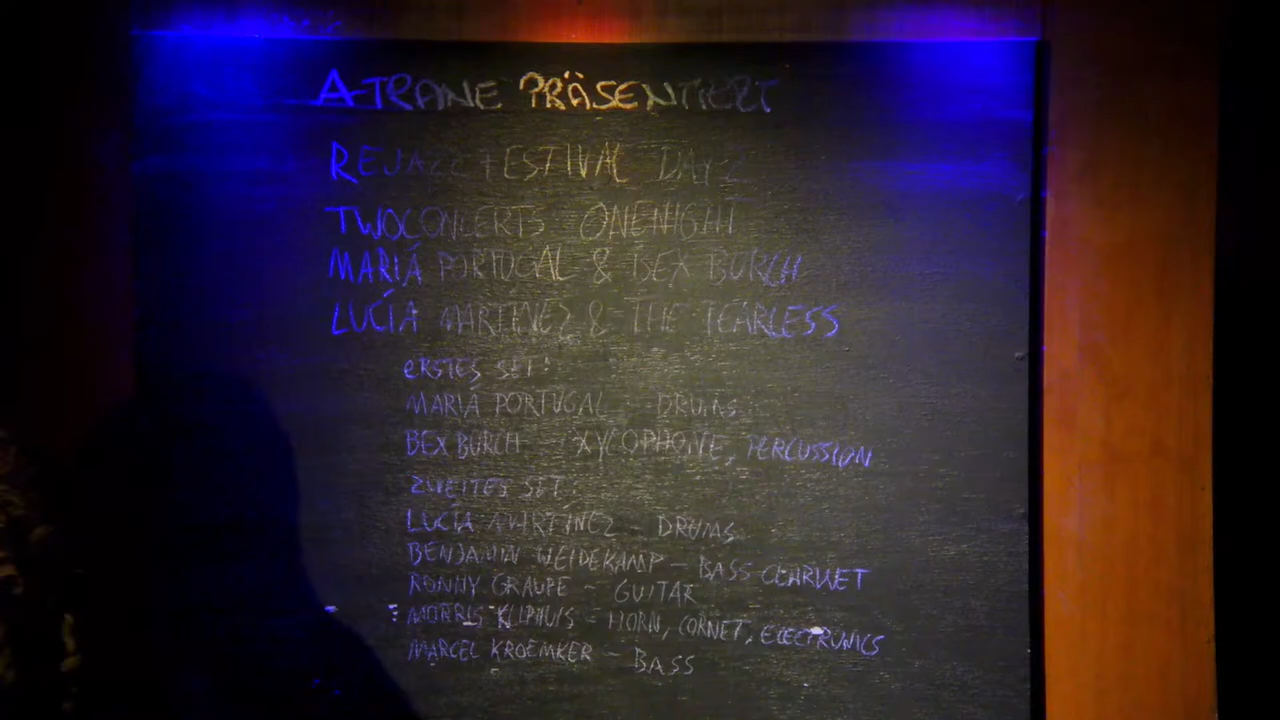 A-TRANE PRÄSENTIERT
REJAZZ FESTIVAL DAY 2
TWO CONCERTS ONE NIGHT
MARIÁ PORTUGAL & BEX BURCH
LUCÍA MARTINEZ & THE FEARLESS
ERSTES SET:
MARIÁ PORTUGAL - DRUMS
BEX BURCH - XYLOPHONE, PERCUSSION
ZWEITES SET:
LUCÍA MARTÍNEZ - DRUMS
BENJAMIN WEIDEKAMP - BASS CLARINET
RONNY GRAUPE - GUITAR
MORRIS KLIPHUIS - HORN, CORNET, ELECTRONICS
MARCEL KROEMKER - BASS